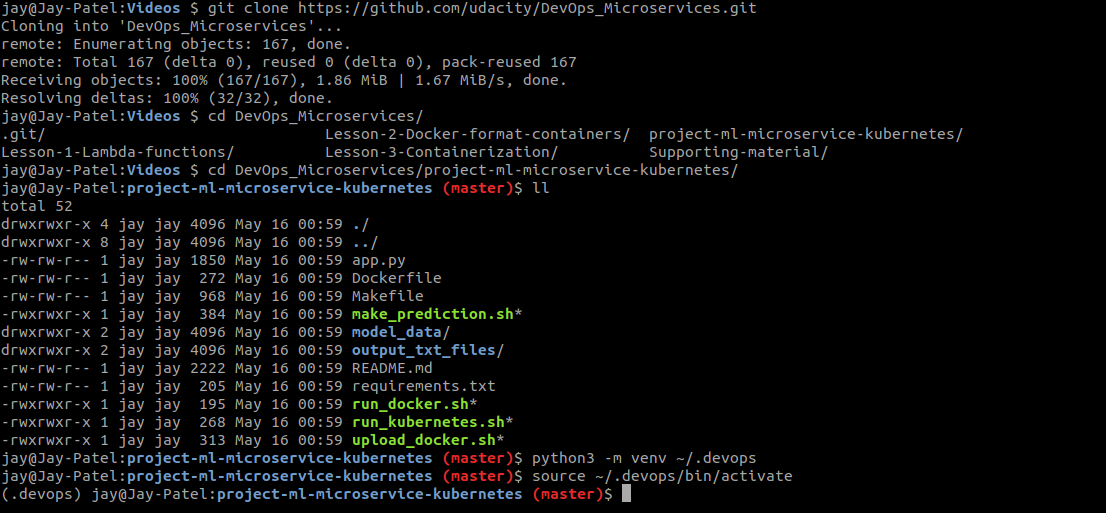 jay@Jay-Patel:Videos $ git clone https://github.com/udacity/DevOps_Microservices.git
Cloning into 'DevOps_Microservices'...
remote: Enumerating objects: 167, done.
remote: Total 167 (delta 0), reused 0 (delta 0), pack-reused 167
Receiving objects: 100% (167/167), 1.86 MiB | 1.67 MiB/s, done.
Resolving deltas: 100% (32/32), done.
jay@Jay-Patel:Videos $ cd DevOps_Microservices/
.git/                               Lesson-2-Docker-format-containers/  project-ml-microservice-kubernetes/
Lesson-1-Lambda-functions/          Lesson-3-Containerization/          Supporting-material/
jay@Jay-Patel:Videos $ cd DevOps_Microservices/project-ml-microservice-kubernetes/
jay@Jay-Patel:project-ml-microservice-kubernetes (master)$ ll
total 52
drwxrwxr-x 4 jay jay 4096 May 16 00:59 ./
drwxrwxr-x 8 jay jay 4096 May 16 00:59 ../
-rw-rw-r-- 1 jay jay 1850 May 16 00:59 app.py
-rw-rw-r-- 1 jay jay  272 May 16 00:59 Dockerfile
-rw-rw-r-- 1 jay jay  968 May 16 00:59 Makefile
-rwxrwxr-x 1 jay jay  384 May 16 00:59 make_prediction.sh*
drwxrwxr-x 2 jay jay 4096 May 16 00:59 model_data/
drwxrwxr-x 2 jay jay 4096 May 16 00:59 output_txt_files/
-rw-rw-r-- 1 jay jay 2222 May 16 00:59 README.md
-rw-rw-r-- 1 jay jay  205 May 16 00:59 requirements.txt
-rwxrwxr-x 1 jay jay  195 May 16 00:59 run_docker.sh*
-rwxrwxr-x 1 jay jay  268 May 16 00:59 run_kubernetes.sh*
-rwxrwxr-x 1 jay jay  313 May 16 00:59 upload_docker.sh*
jay@Jay-Patel:project-ml-microservice-kubernetes (master)$ python3 -m venv ~/.devops
jay@Jay-Patel:project-ml-microservice-kubernetes (master)$ source ~/.devops/bin/activate
(.devops) jay@Jay-Patel:project-ml-microservice-kubernetes (master)$